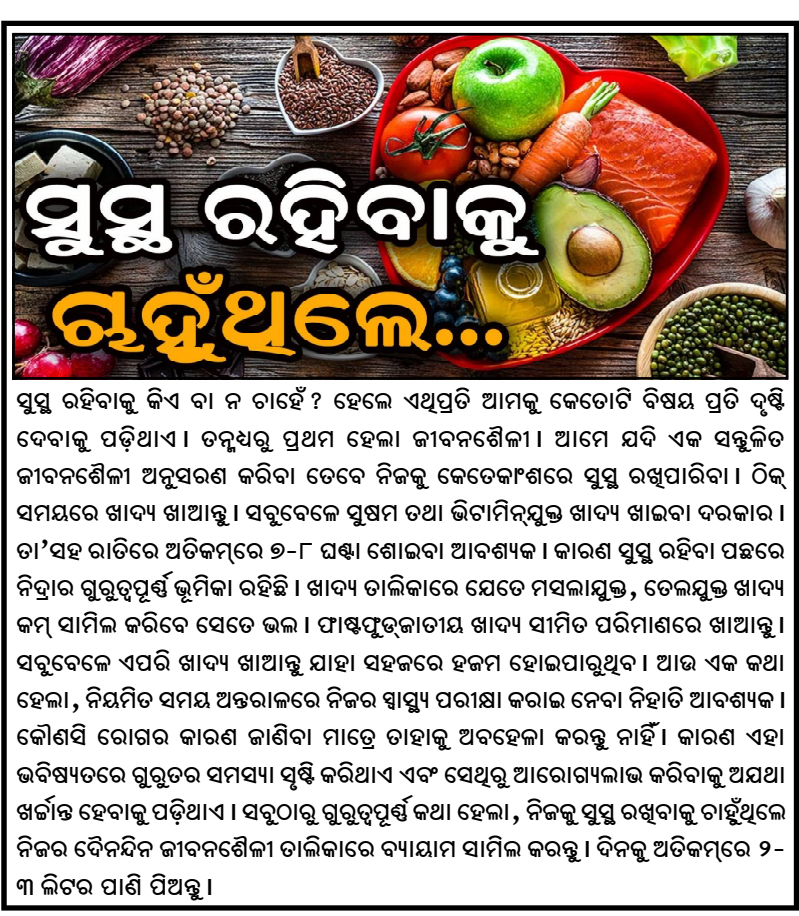 ସୁସ୍ଥ ରହିବାକୁ
ଚାହୁଁଥିଲେ...
ସୁସ୍ଥ ରହିବାକୁ କିଏ ବା ନ ଚାହେଁ ? ହେଲେ ଏଥିପ୍ରତି ଆମକୁ କେତୋଟି ବିଷୟ ପ୍ରତି ଦୃଷ୍ଟି
ଦେବାକୁ ପଡ଼ିଥାଏ । ତନ୍ମଧ୍ୟରୁ ପ୍ରଥମ ହେଲା ଜୀବନଶୈଳୀ । ଆମେ ଯଦି ଏକ ସନ୍ତୁଳିତ
ଜୀବନଶୈଳୀ ଅନୁସରଣ କରିବା ତେବେ ନିଜକୁ କେତେକାଂଶରେ ସୁସ୍ଥ ରଖିପାରିବା । ଠିକ୍
ସମୟରେ ଖାଦ୍ୟ ଖାଆନ୍ତୁ । ସବୁବେଳେ ସୁଷମ ତଥା ଭିଟାମିନ୍‌ଯୁକ୍ତ ଖାଦ୍ୟ ଖାଇବା ଦରକାର ।
ତା’ସହ ରାତିରେ ଅତିକମ୍‌ରେ ୭-୮ ଘଣ୍ଟା ଶୋଇବା ଆବଶ୍ୟକ । କାରଣ ସୁସ୍ଥ ରହିବା ପଛରେ
ନିଦ୍ରାର ଗୁରୁତ୍ୱପୂର୍ଣ୍ଣ ଭୂମିକା ରହିଛି । ଖାଦ୍ୟ ତାଲିକାରେ ଯେତେ ମସଲାଯୁକ୍ତ, ତେଲଯୁକ୍ତ ଖାଦ୍ୟ
କମ୍ ସାମିଲ କରିବେ ସେତେ ଭଲ । ଫାଷ୍ଟଫୁଡ୍‌ଜାତୀୟ ଖାଦ୍ୟ ସୀମିତ ପରିମାଣରେ ଖାଆନ୍ତୁ ।
ସବୁବେଳେ ଏପରି ଖାଦ୍ୟ ଖାଆନ୍ତୁ ଯାହା ସହଜରେ ହଜମ ହୋଇପାରୁଥିବ । ଆଉ ଏକ କଥା
ହେଲା, ନିୟମିତ ସମୟ ଅନ୍ତରାଳରେ ନିଜର ସ୍ୱାସ୍ଥ୍ୟ ପରୀକ୍ଷା କରାଇ ନେବା ନିହାତି ଆବଶ୍ୟକ ।
କୌଣସି ରୋଗର କାରଣ ଜାଣିବା ମାତ୍ରେ ତାହାକୁ ଅବହେଳା କରନ୍ତୁ ନାହିଁ । କାରଣ ଏହା
ଭବିଷ୍ୟତରେ ଗୁରୁତର ସମସ୍ୟା ସୃଷ୍ଟି କରିଥାଏ ଏବଂ ସେଥିରୁ ଆରୋଗ୍ୟଲାଭ କରିବାକୁ ଅଯଥା
ଖର୍ଚ୍ଚାନ୍ତ ହେବାକୁ ପଡ଼ିଥାଏ । ସବୁଠାରୁ ଗୁରୁତ୍ୱପୂର୍ଣ୍ଣ କଥା ହେଲା, ନିଜକୁ ସୁସ୍ଥ ରଖିବାକୁ ଚାହୁଁଥିଲେ
ନିଜର ଦୈନନ୍ଦିନ ଜୀବନଶୈଳୀ ତାଲିକାରେ ବ୍ୟାୟାମ ସାମିଲ କରନ୍ତୁ । ଦିନକୁ ଅତିକମ୍‌ରେ ୨-
୩ ଲିଟର ପାଣି ପିଅନ୍ତୁ ।